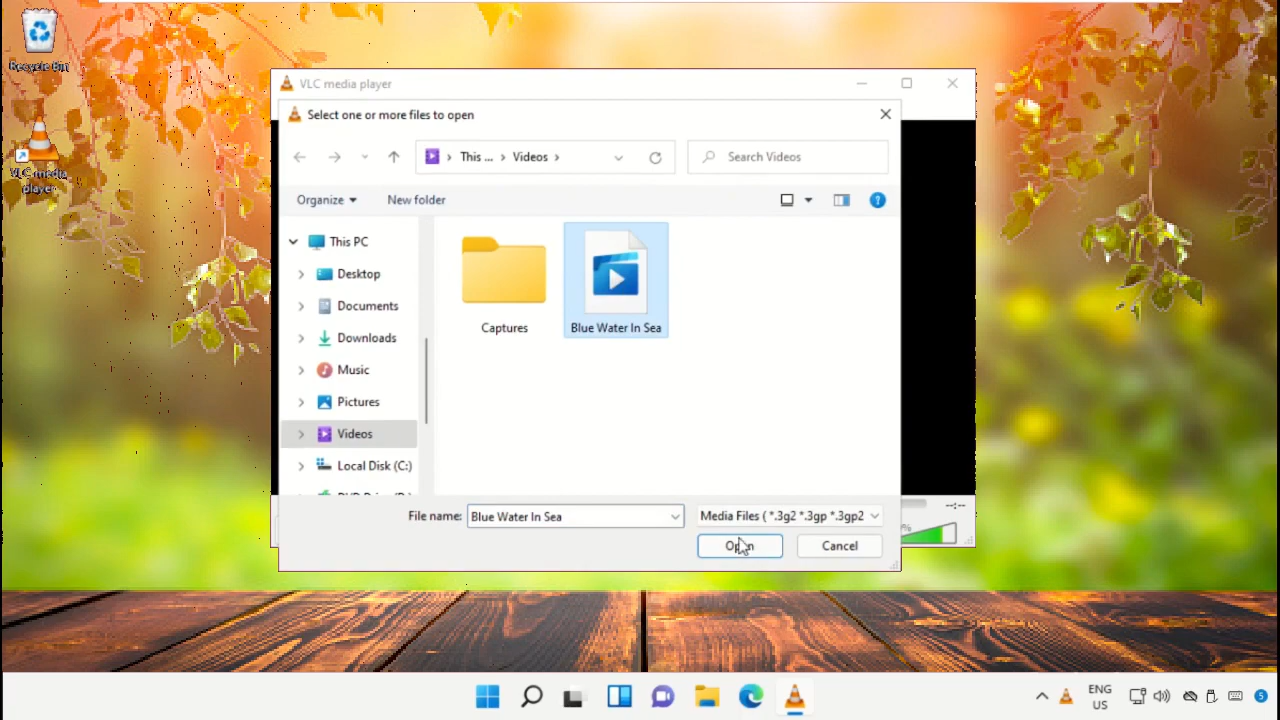 Recycle Bin
VLC media
player
VLC media player
Select one or more files to open
This ...
Videos
Search Videos
Organize
New folder
This PC
Desktop
Documents
Downloads
Music
Pictures
Videos
Local Disk (C:)
Captures
Blue Water In Sea
File name:
Blue Water In Sea
Media Files ( *.3g2 *.3gp *.3gp2
Open
Cancel
--:--
%
ENG
US
5